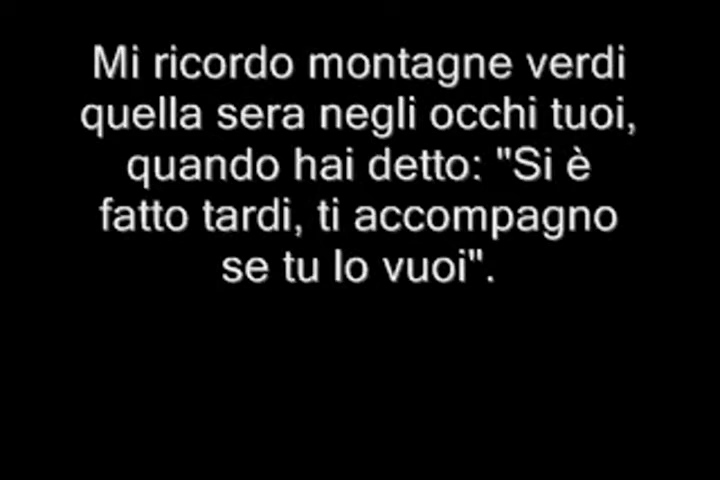 Mi ricordo montagne verdi
quella sera negli occhi tuoi,
quando hai detto: "Si è
fatto tardi, ti accompagno
se tu lo vuoi".